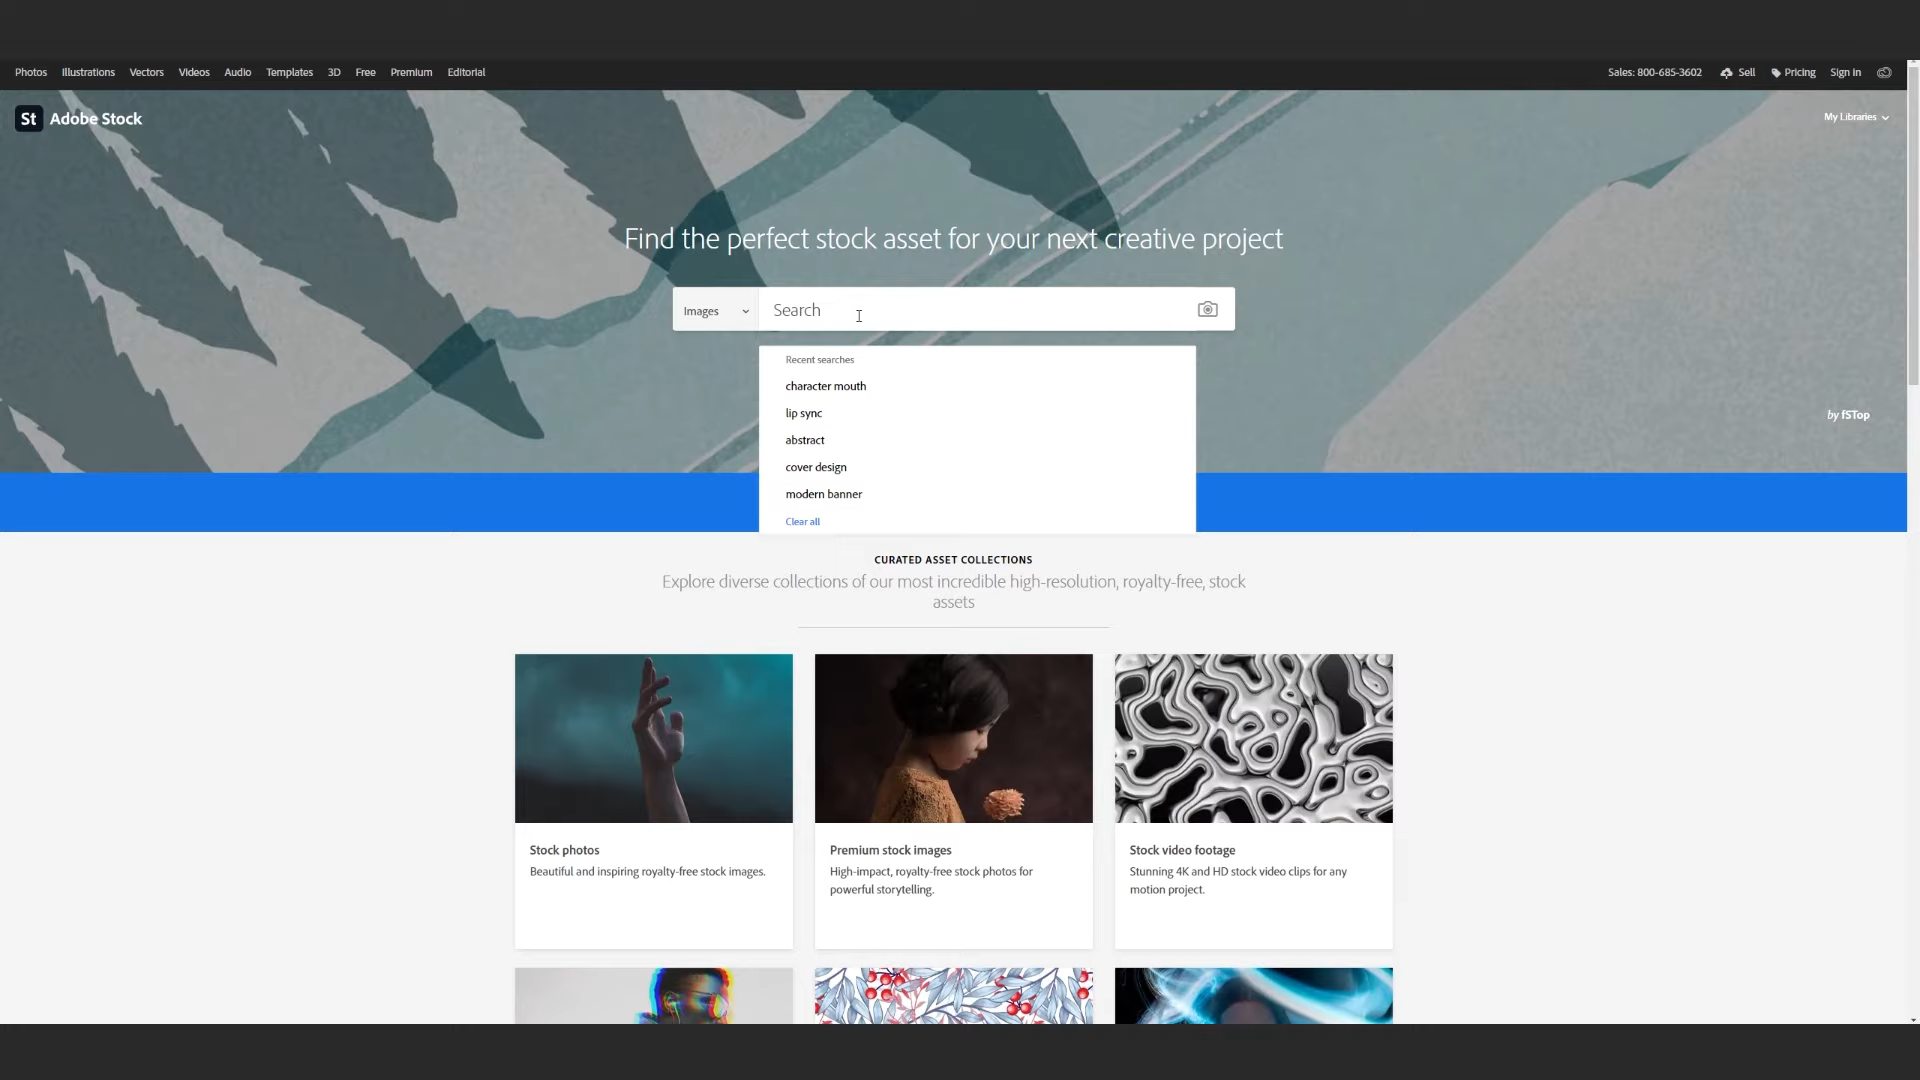 Photos Illustrations Vectors Videos Audio Templates 3D Free Premium Editorial
Sales: 800-685-3602 Sell Pricing Sign in
St Adobe Stock
My Libraries
Find the perfect stock asset for your next creative project
Images Search
Recent searches
character mouth
lip sync
abstract
cover design
modern banner
Clear all
by fSTop
CURATED ASSET COLLECTIONS
Explore diverse collections of our most incredible high-resolution, royalty-free, stock
assets
Stock photos
Beautiful and inspiring royalty-free stock images.
Premium stock images
High-impact, royalty-free stock photos for
powerful storytelling.
Stock video footage
Stunning 4K and HD stock video clips for any
motion project.